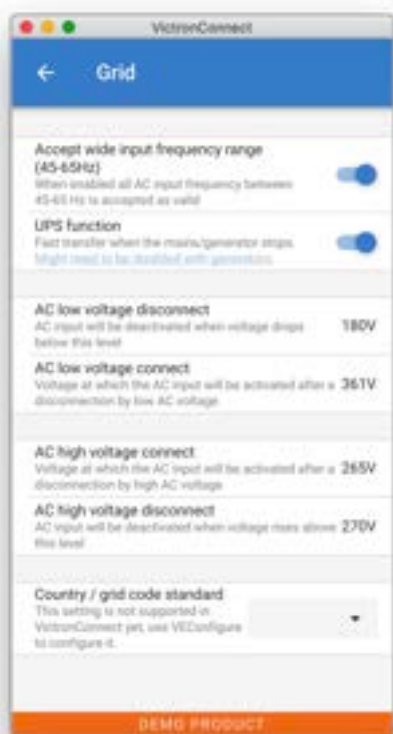 VictronConnect
Grid
Accept wide input frequency range
(45-65Hz)
When enabled all AC input frequency between
45-65 Hz is accepted as valid
UPS function
Fast transfer when the mains/generator stops.
Might need to be disabled with generators.
AC low voltage disconnect
AC input will be deactivated when voltage drops
below this level
180V
AC low voltage connect
Voltage at which the AC input will be activated after a
disconnection by low AC voltage
361V
AC high voltage connect
Voltage at which the AC input will be activated after a
disconnection by high AC voltage
265V
AC high voltage disconnect
AC input will be deactivated when voltage rises above
this level
270V
Country / grid code standard
This setting is not supported in
VictronConnect yet, use VEConfigure
to configure it.
DEMO PRODUCT